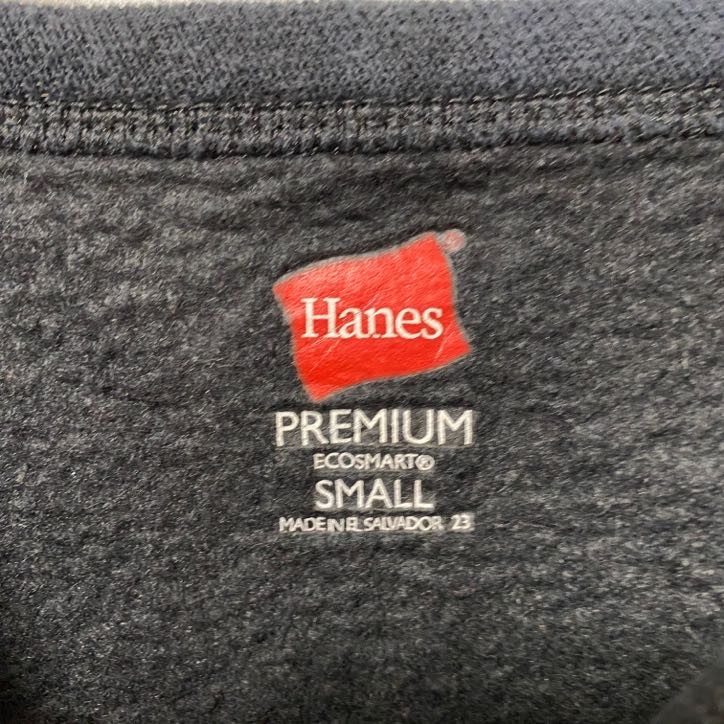 Hanes®
PREMIUM
ECOSMART®
SMALL
MADE IN EL SALVADOR 23